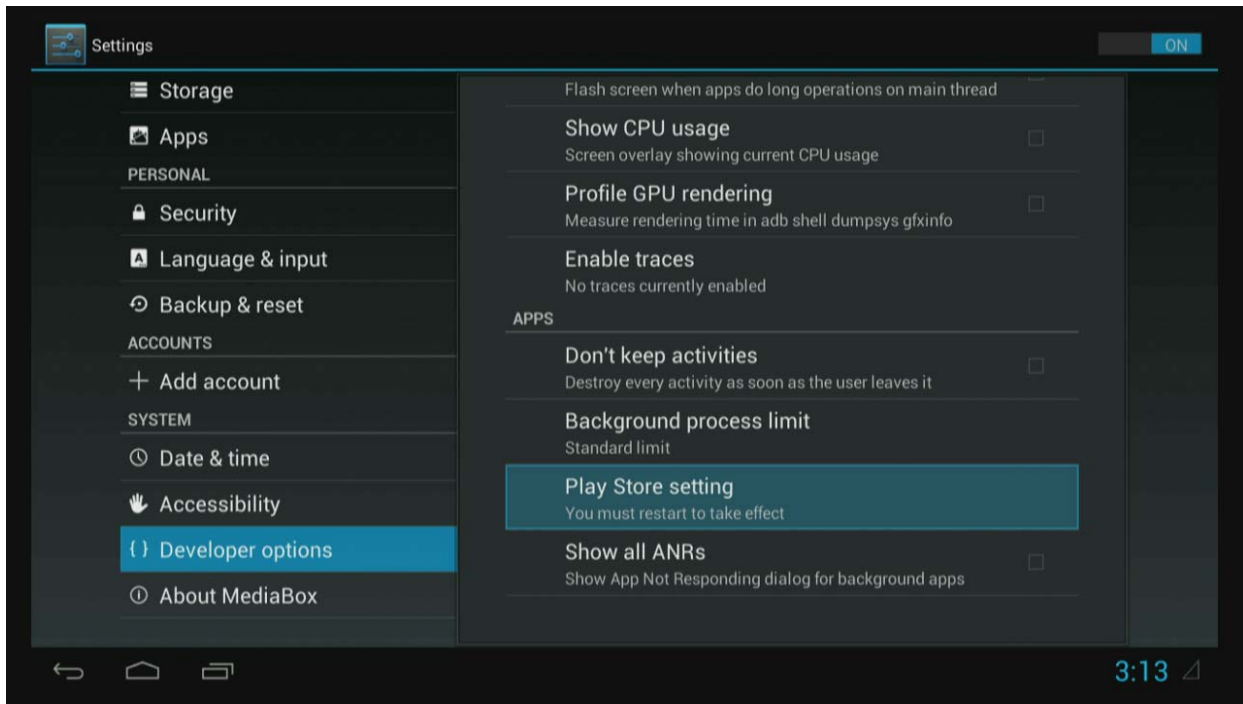 Settings
ON
Storage
Apps
PERSONAL
Security
Language & input
Backup & reset
ACCOUNTS
Add account
SYSTEM
Date & time
Accessibility
{ } Developer options
About MediaBox
Flash screen when apps do long operations on main thread
Show CPU usage
Screen overlay showing current CPU usage
Profile GPU rendering
Measure rendering time in adb shell dumpsys gfxinfo
Enable traces
No traces currently enabled
APPS
Don't keep activities
Destroy every activity as soon as the user leaves it
Background process limit
Standard limit
Play Store setting
You must restart to take effect
Show all ANRs
Show App Not Responding dialog for background apps
3:13